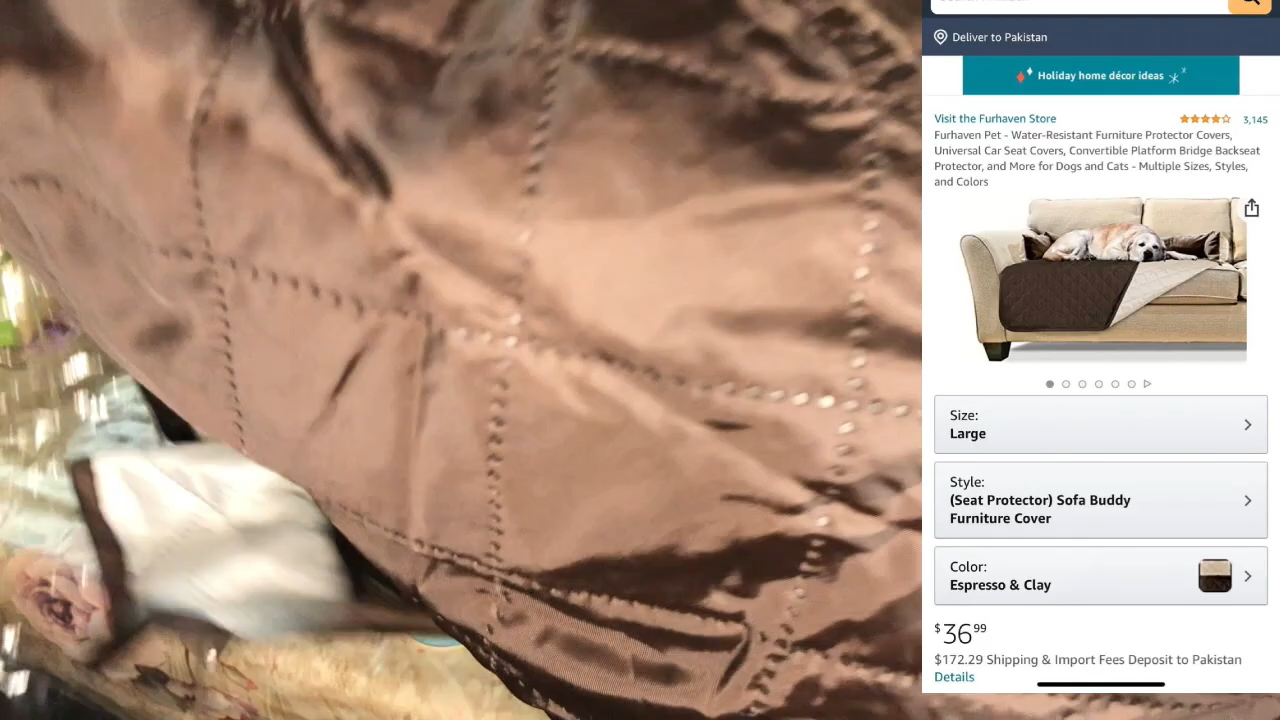 Deliver to Pakistan
Holiday home décor ideas
Visit the Furhaven Store
3,145
Furhaven Pet - Water-Resistant Furniture Protector Covers,
Universal Car Seat Covers, Convertible Platform Bridge Backseat
Protector, and More for Dogs and Cats - Multiple Sizes, Styles,
and Colors
Size:
Large
Style:
(Seat Protector) Sofa Buddy
Furniture Cover
Color:
Espresso & Clay
$36.99
$172.29 Shipping & Import Fees Deposit to Pakistan
Details